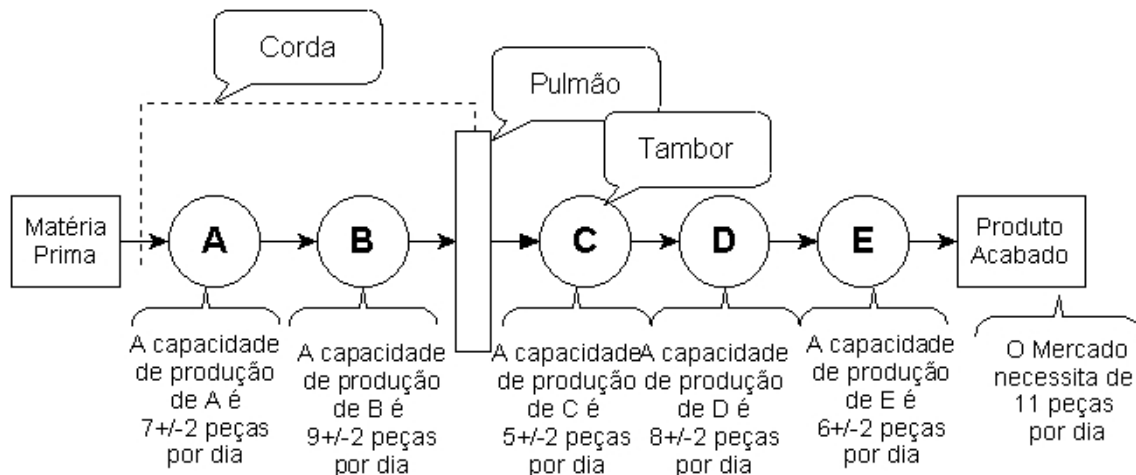 Corda
Pulmão
Tambor
Matéria
Prima
A
B
C
D
E
Produto
Acabado
A capacidade
de produção
de A é
7+/-2 peças
por dia
A capacidade
de produção
de B é
9+/-2 peças
por dia
A capacidade
de produção
de C é
5+/-2 peças
por dia
A capacidade
de produção
de D é
8+/-2 peças
por dia
A capacidade
de produção
de E é
6+/-2 peças
por dia
O Mercado
necessita de
11 peças
por dia